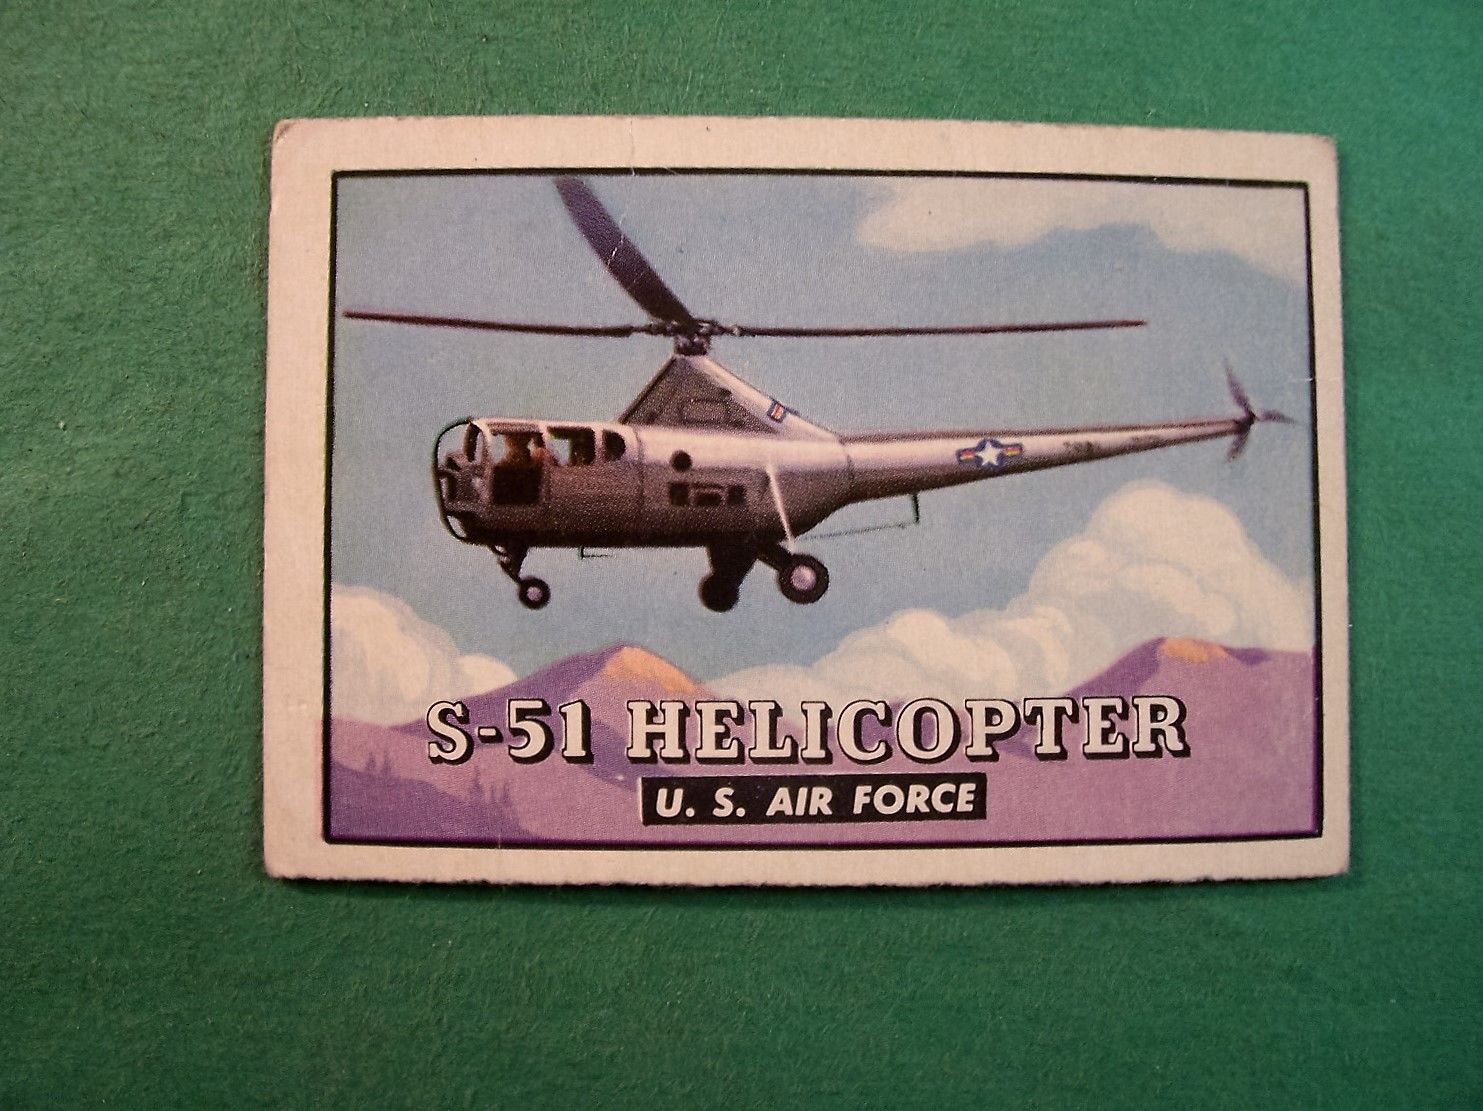 S-51 HELICOPTER
U. S. AIR FORCE